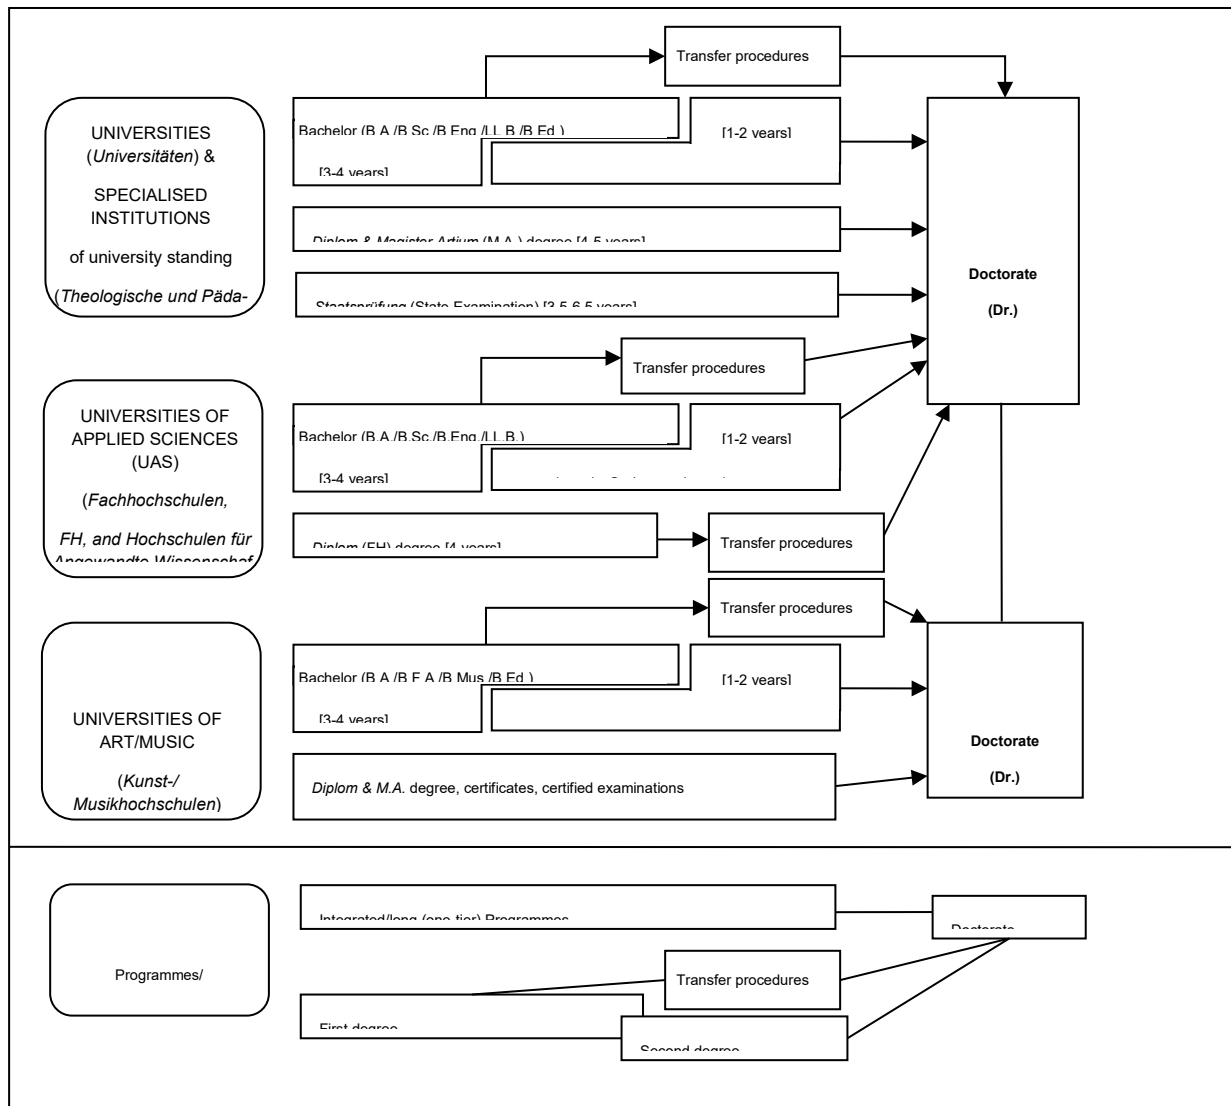 Transfer procedures
UNIVERSITIES
(Universitäten) &
SPECIALISED
INSTITUTIONS
of university standing
(Theologische und Päda-
Bachelor (B.A./B.Sc./B.Eng./LL.B./B.Ed.)
[3-4 years]
[1-2 years]
Diplom & Magister Artium (M.A.) degree [4-5 years]
Staatsprüfung (State Examination) [3.5-6.5 years]
Doctorate
(Dr.)
Transfer procedures
UNIVERSITIES OF
APPLIED SCIENCES
(UAS)
(Fachhochschulen,
FH, and Hochschulen für
Angewandte Wissenschaf
Bachelor (B.A./B.Sc./B.Eng./LL.B.)
[3-4 years]
[1-2 years]
Diplom (FH) degree [4 years]
Transfer procedures
Transfer procedures
UNIVERSITIES OF
ART/MUSIC
(Kunst-/
Musikhochschulen)
Bachelor (B.A./B.F.A./B.Mus./B.Ed.)
[3-4 years]
[1-2 years]
Diplom & M.A. degree, certificates, certified examinations
Doctorate
(Dr.)
Programmes/
Integrated/long (one-tier) Programmes
Doctorate
Transfer procedures
First degree
Second degree